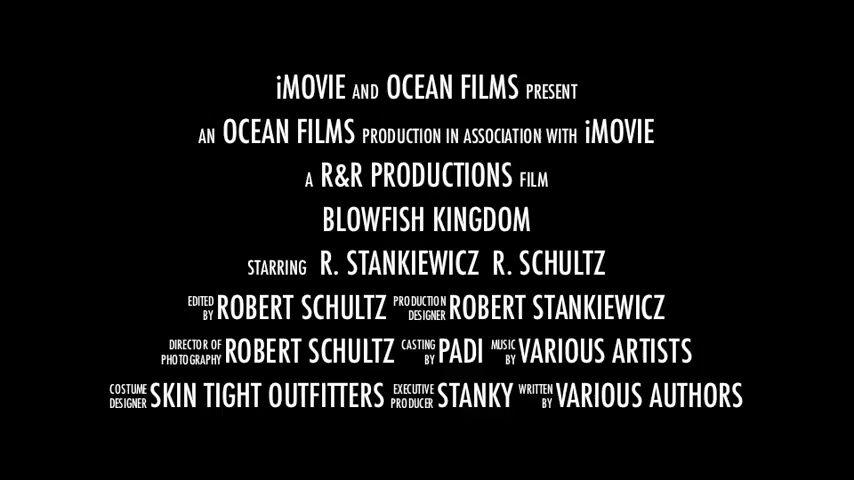 iMOVIE AND OCEAN FILMS PRESENT
AN OCEAN FILMS PRODUCTION IN ASSOCIATION WITH iMOVIE
A R&R PRODUCTIONS FILM
BLOWFISH KINGDOM
STARRING R. STANKIEWICZ R. SCHULTZ
EDITED BY ROBERT SCHULTZ PRODUCTION DESIGNER ROBERT STANKIEWICZ
DIRECTOR OF PHOTOGRAPHY ROBERT SCHULTZ CASTING BY PADI MUSIC BY VARIOUS ARTISTS
COSTUME DESIGNER SKIN TIGHT OUTFITTERS EXECUTIVE PRODUCER STANKY WRITTEN BY VARIOUS AUTHORS